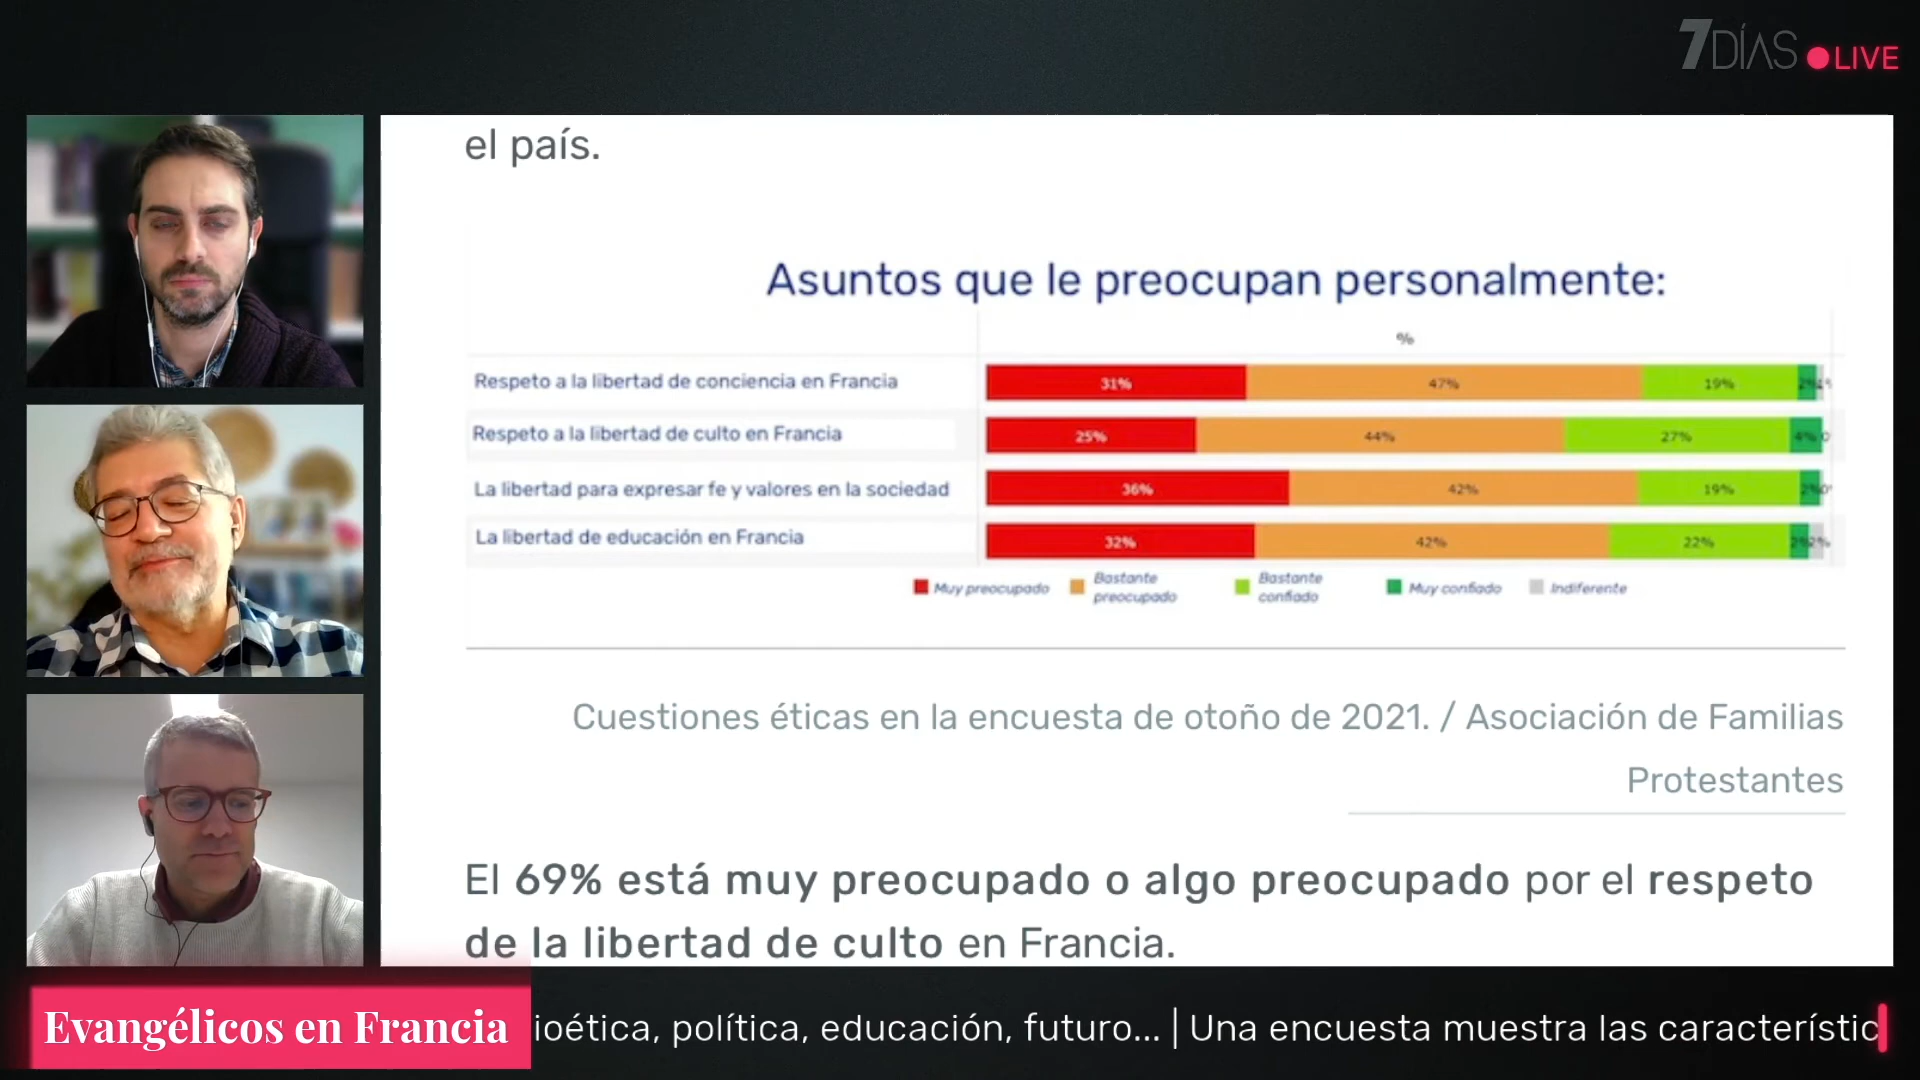 7DÍAS LIVE
el país.
Asuntos que le preocupan personalmente:
%
Respeto a la libertad de conciencia en Francia 31% 47% 19%
Respeto a la libertad de culto en Francia 25% 44% 27% 4% 0
La libertad para expresar fe y valores en la sociedad 36% 42% 19%
La libertad de educación en Francia 32% 42% 22% 2% 2%
Muy preocupado Bastante preocupado Bastante confiado Muy confiado Indiferente
Cuestiones éticas en la encuesta de otoño de 2021. / Asociación de Familias
Protestantes
El 69% está muy preocupado o algo preocupado por el respeto
de la libertad de culto en Francia.
Evangélicos en Francia ioética, política, educación, futuro... | Una encuesta muestra las característic